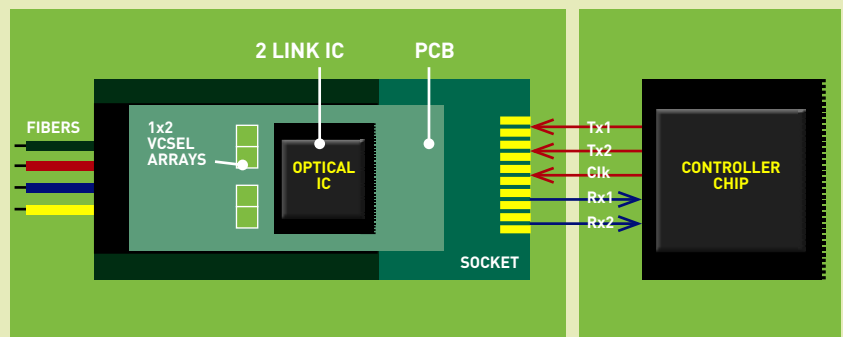 2 LINK IC
PCB
FIBERS
1x2
VCSEL
ARRAYS
OPTICAL
IC
SOCKET
Tx1
Tx2
Clk
Rx1
Rx2
CONTROLLER
CHIP